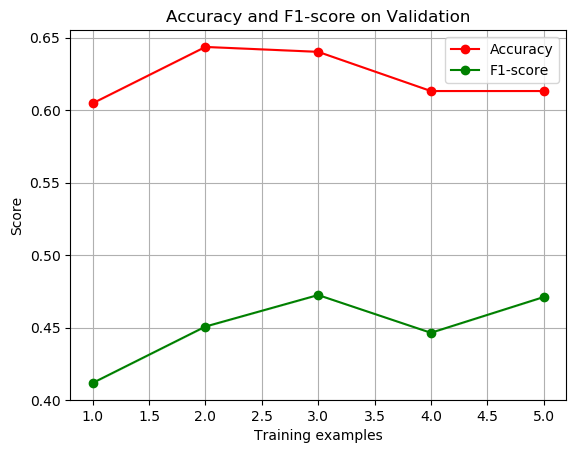 Accuracy and F1-score on Validation
Accuracy
F1-score
0.65
0.60
0.55
0.50
0.45
0.40
Score
1.0 1.5 2.0 2.5 3.0 3.5 4.0 4.5 5.0
Training examples